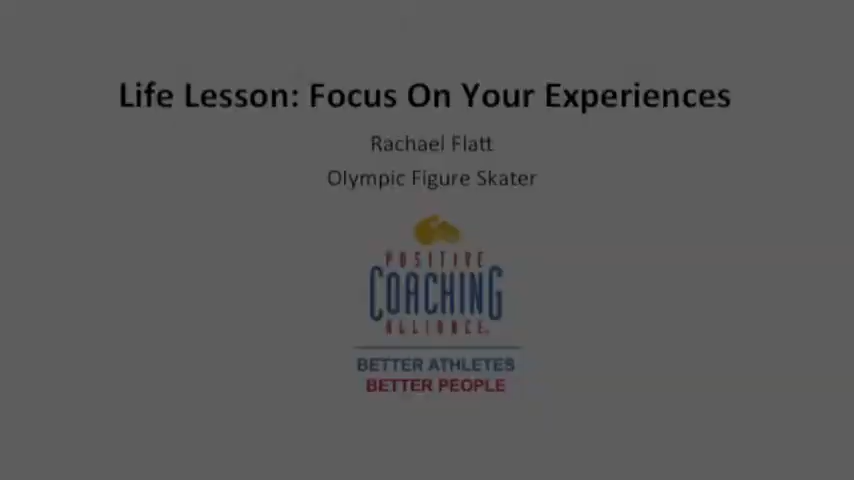 Life Lesson: Focus On Your Experiences
Rachael Flatt
Olympic Figure Skater
POSITIVE
COACHING
ALLIANCE
BETTER ATHLETES
BETTER PEOPLE